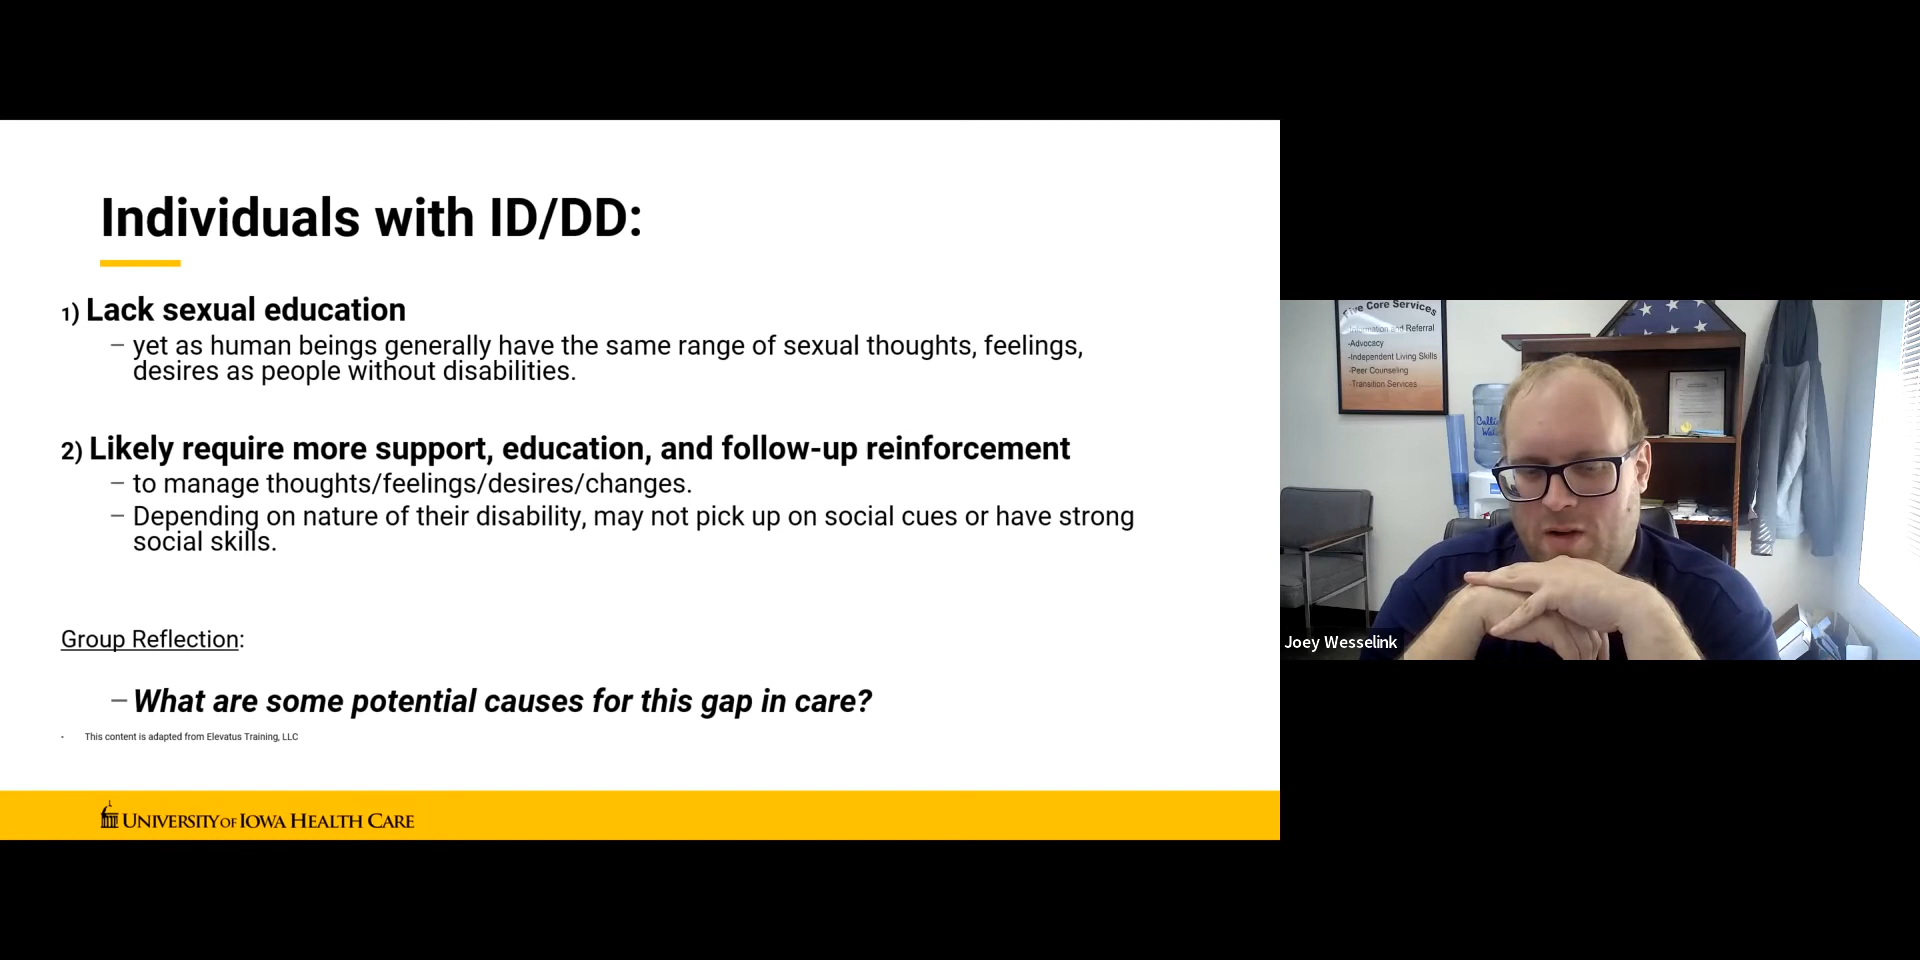 Individuals with ID/DD:
1) Lack sexual education
– yet as human beings generally have the same range of sexual thoughts, feelings,
desires as people without disabilities.
2) Likely require more support, education, and follow-up reinforcement
– to manage thoughts/feelings/desires/changes.
– Depending on nature of their disability, may not pick up on social cues or have strong
social skills.
Group Reflection:
– What are some potential causes for this gap in care?
- This content is adapted from Elevatus Training, LLC
UNIVERSITY OF IOWA HEALTH CARE
Five Core Services
-Information and Referral
-Advocacy
-Independent Living Skills
-Peer Counseling
-Transition Services
Joey Wesselink